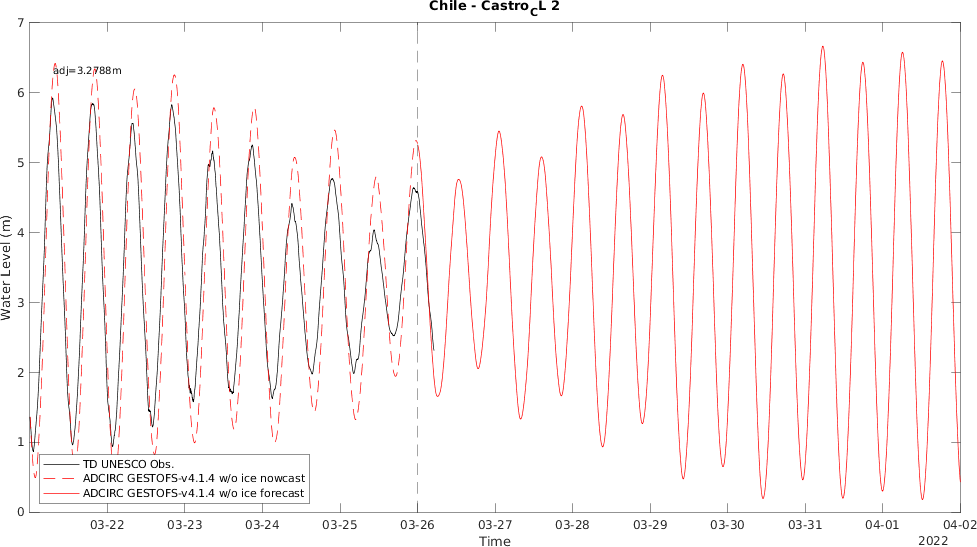 Chile - Castro_CL 2
7
adj=3.2788m
6
5
4
3
2
1
0
Water Level (m)
TD UNESCO Obs.
ADCIRC GESTOFS-v4.1.4 w/o ice nowcast
ADCIRC GESTOFS-v4.1.4 w/o ice forecast
03-22 03-23 03-24 03-25 03-26 03-27 03-28 03-29 03-30 03-31 04-01 04-02
Time
2022